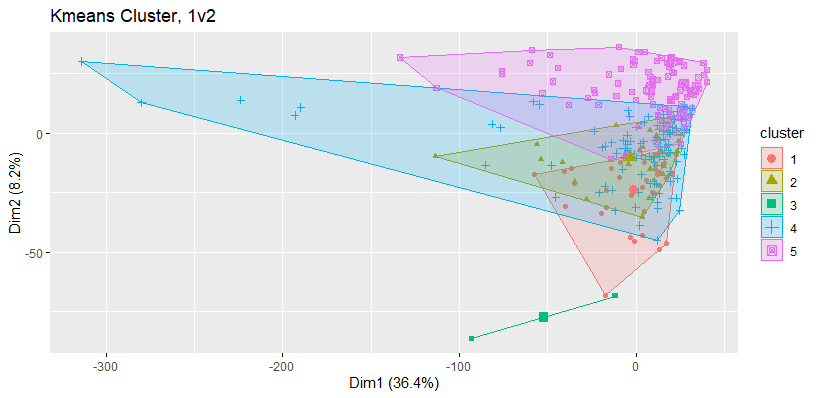 Kmeans Cluster, 1v2
0
-50
Dim2 (8.2%)
-300
-200
-100
0
Dim1 (36.4%)
cluster
1
2
3
4
5